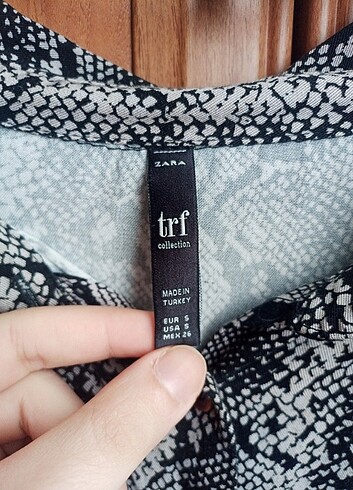 ZARA
trf
collection
MADE IN
TURKEY
EUR S
USA S
MEX 26